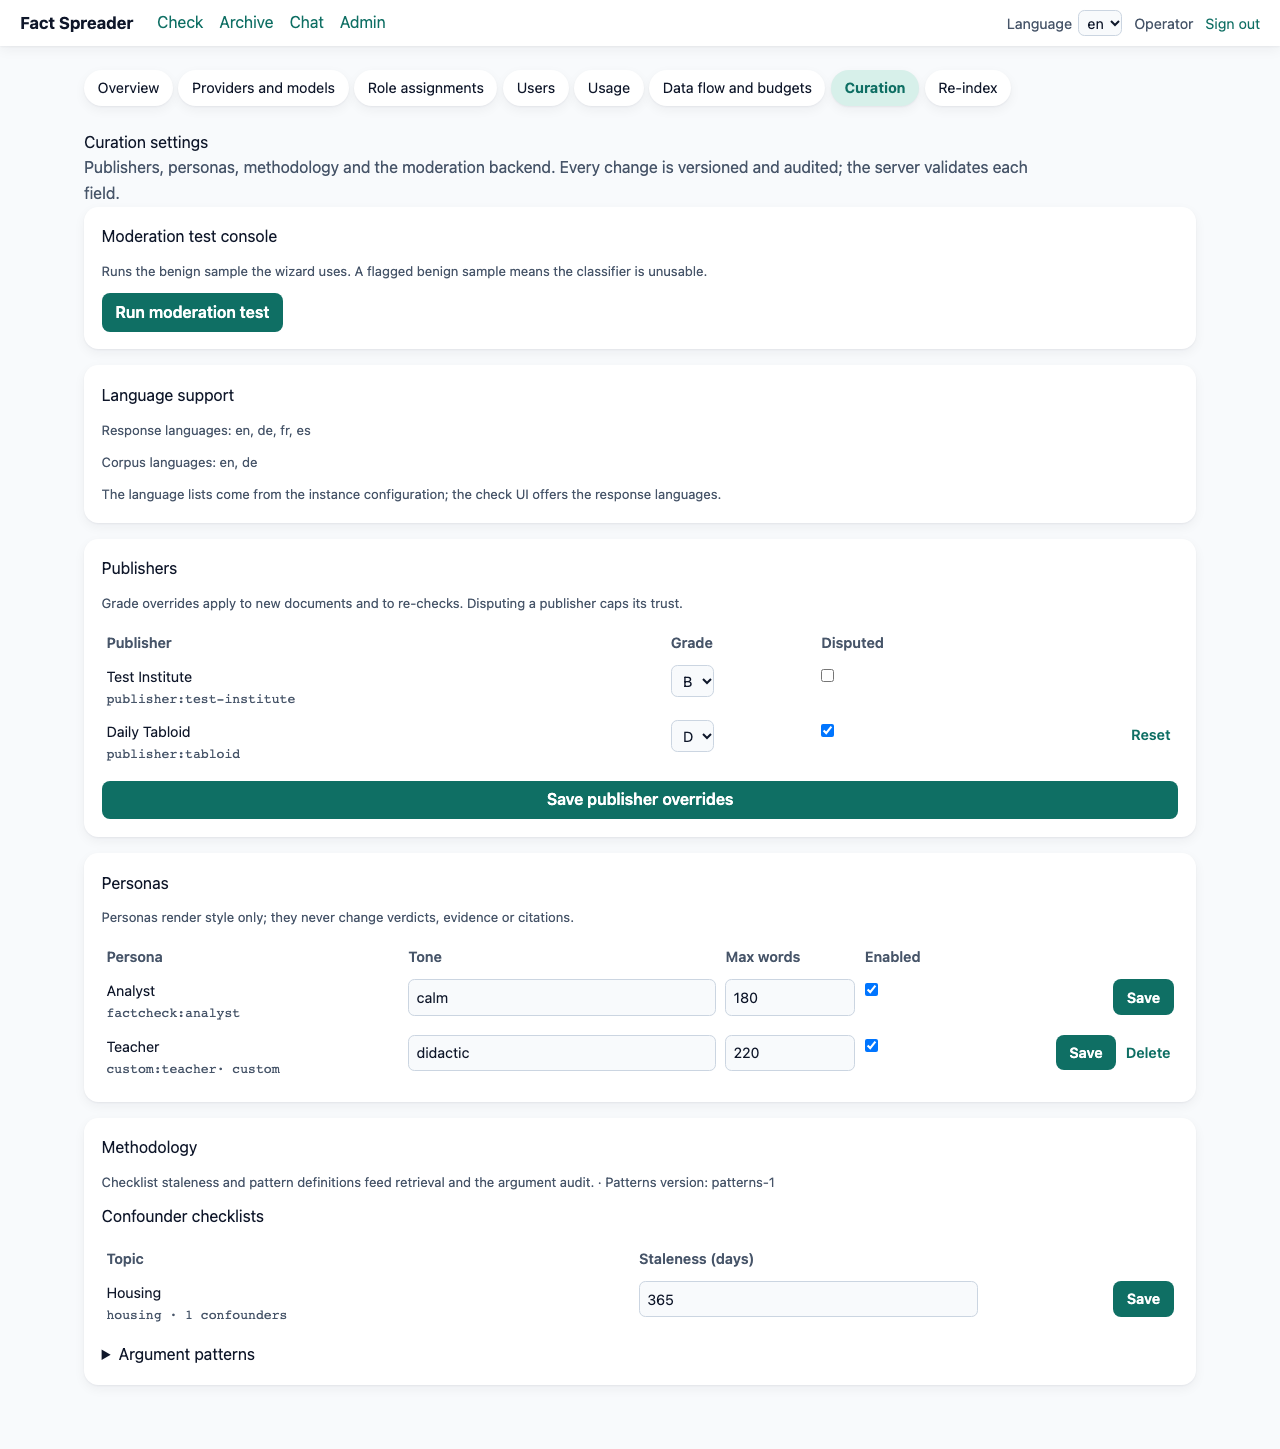 Fact Spreader Check Archive Chat Admin Language en Operator Sign out
Overview Providers and models Role assignments Users Usage Data flow and budgets Curation Re-index
Curation settings
Publishers, personas, methodology and the moderation backend. Every change is versioned and audited; the server validates each
field.
Moderation test console
Runs the benign sample the wizard uses. A flagged benign sample means the classifier is unusable.
Run moderation test
Language support
Response languages: en, de, fr, es
Corpus languages: en, de
The language lists come from the instance configuration; the check UI offers the response languages.
Publishers
Grade overrides apply to new documents and to re-checks. Disputing a publisher caps its trust.
Publisher Grade Disputed
Test Institute B
publisher:test-institute
Daily Tabloid D Reset
publisher:tabloid
Save publisher overrides
Personas
Personas render style only; they never change verdicts, evidence or citations.
Persona Tone Max words Enabled
Analyst calm 180 Save
factcheck:analyst
Teacher didactic 220 Save Delete
custom:teacher· custom
Methodology
Checklist staleness and pattern definitions feed retrieval and the argument audit. · Patterns version: patterns-1
Confounder checklists
Topic Staleness (days)
Housing 365 Save
housing · 1 confounders
Argument patterns